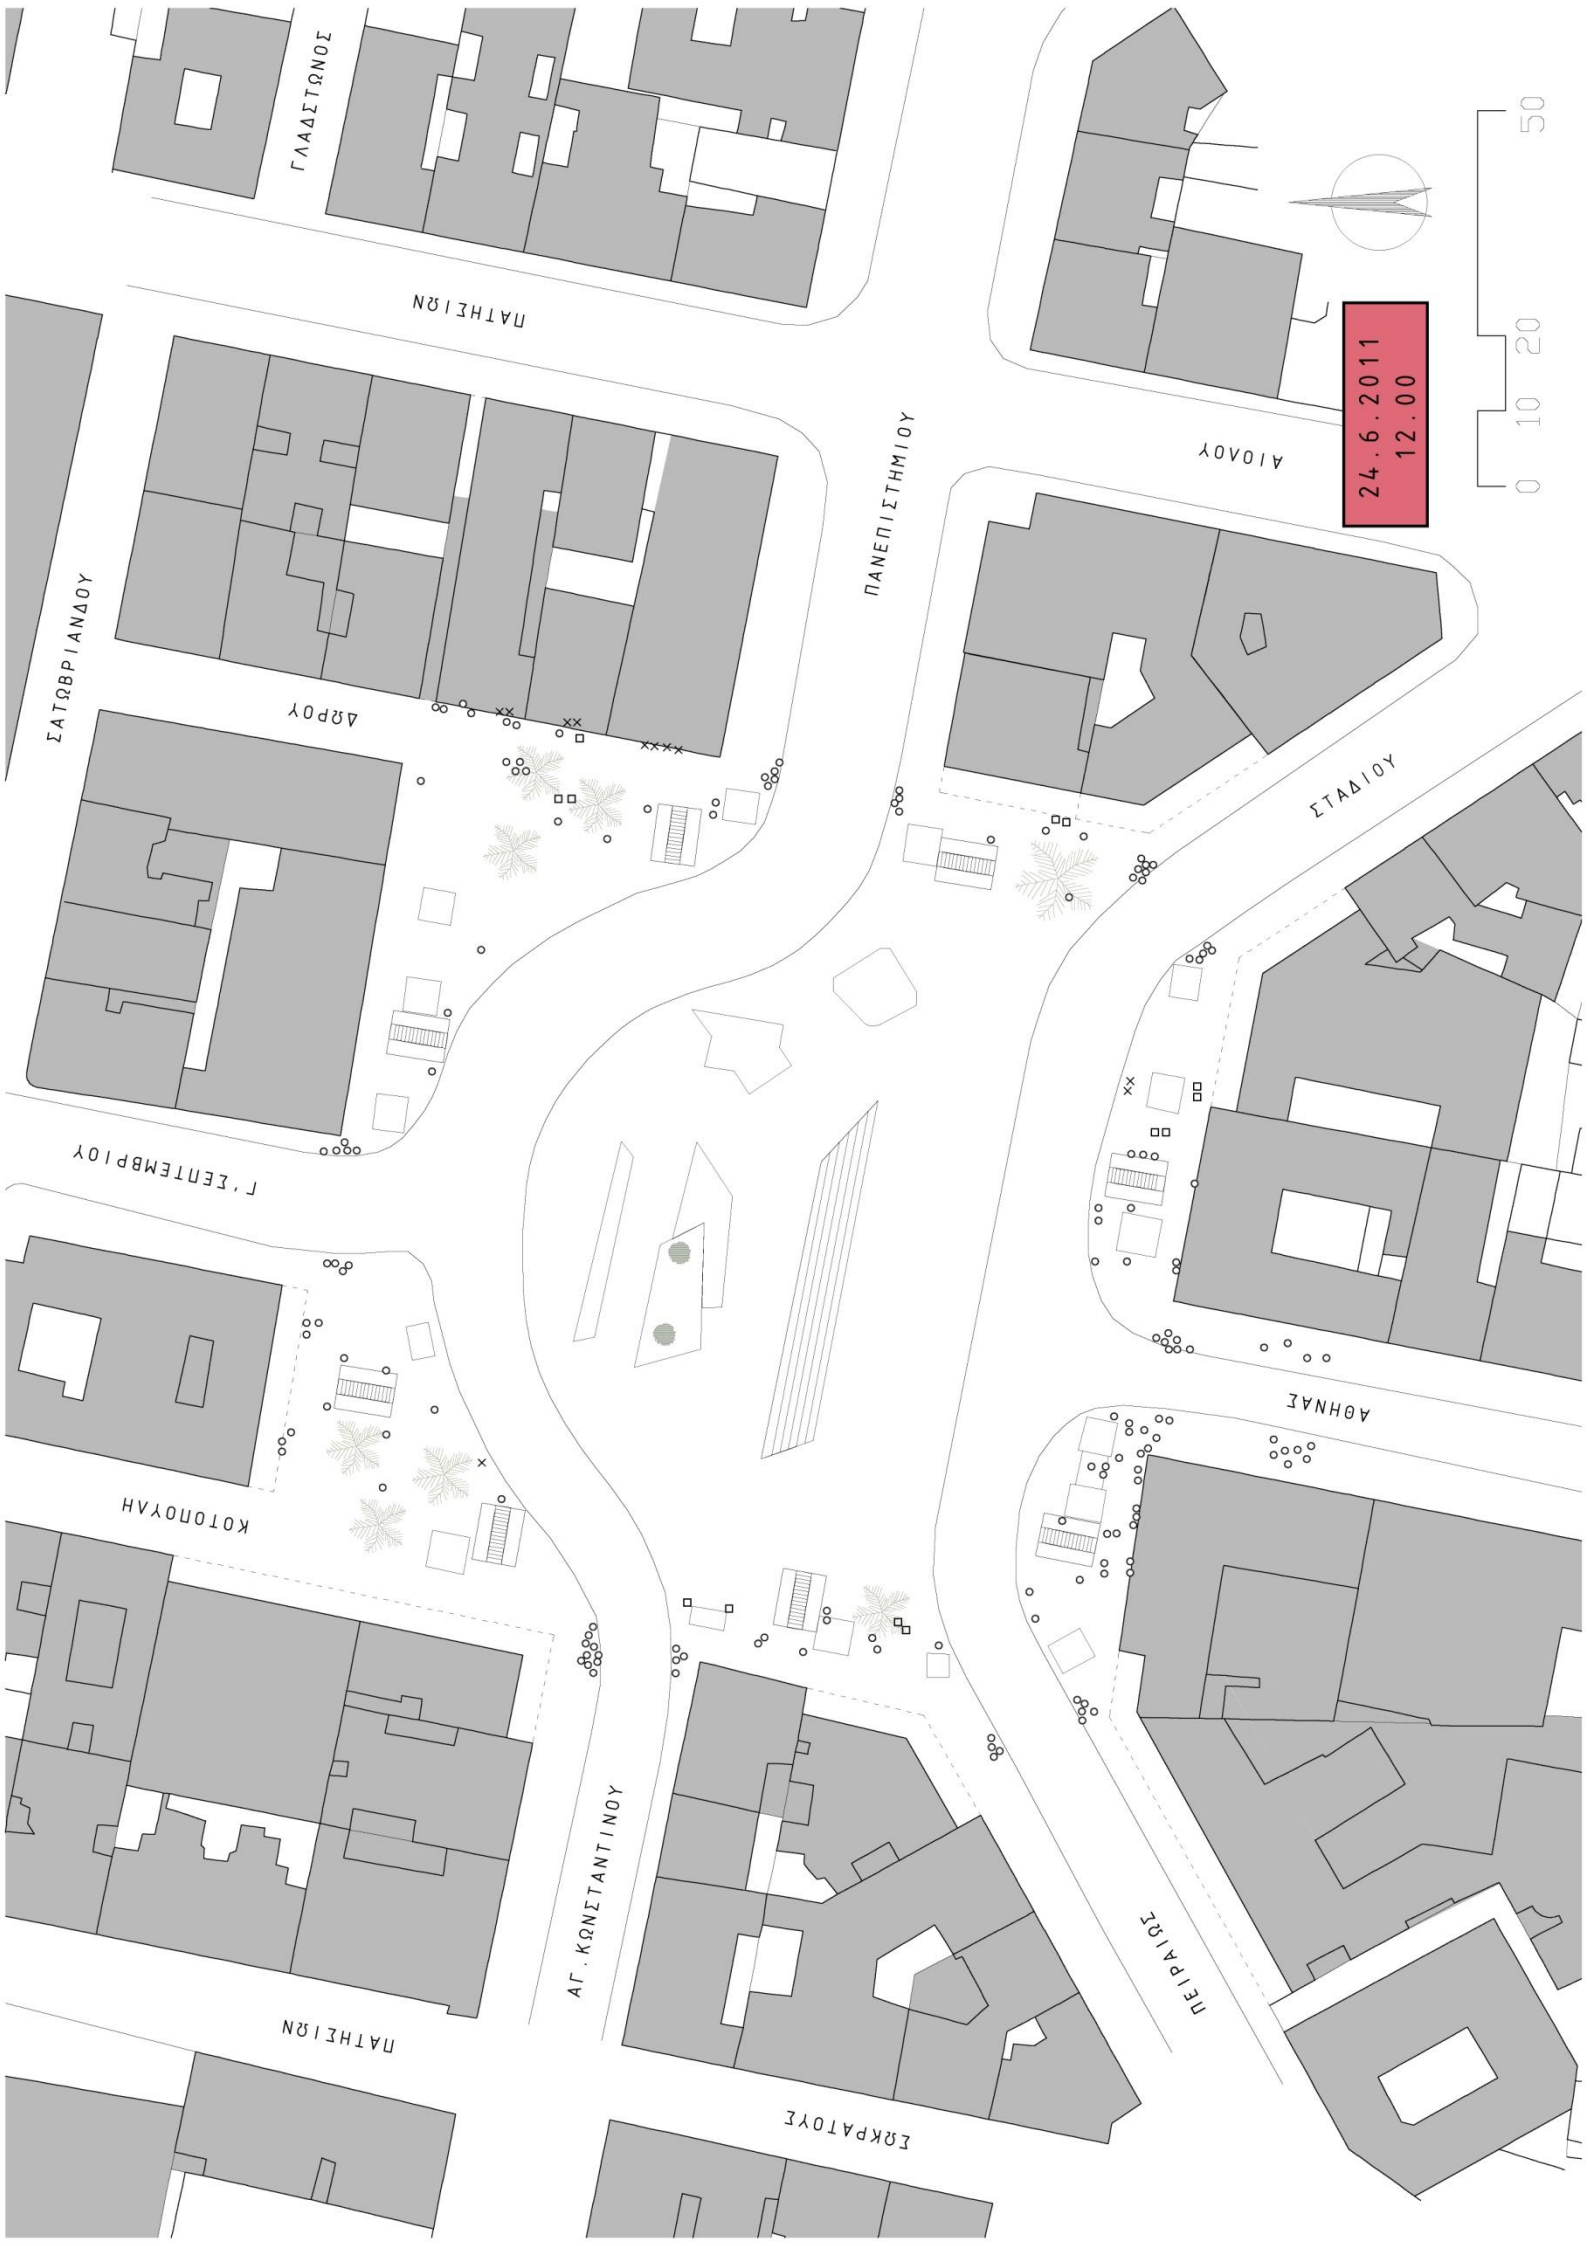 ΓΛΑΔΣΤΩΝΟΣ
ΠΑΤΗΣΙΩΝ
ΣΑΤΩΒΡΙΑΝΔΟΥ
ΔΩΡΟΥ
ΠΑΝΕΠΙΣΤΗΜΙΟΥ
ΑΙΟΛΟΥ
24.6.2011
12.00
0 10 20 50
ΣΤΑΔΙΟΥ
Γ'ΣΕΠΤΕΜΒΡΙΟΥ
ΑΘΗΝΑΣ
ΚΟΤΟΠΟΥΛΗ
ΑΓ.ΚΩΝΣΤΑΝΤΙΝΟΥ
ΠΕΙΡΑΙΩΣ
ΠΑΤΗΣΙΩΝ
ΣΩΚΡΑΤΟΥΣ